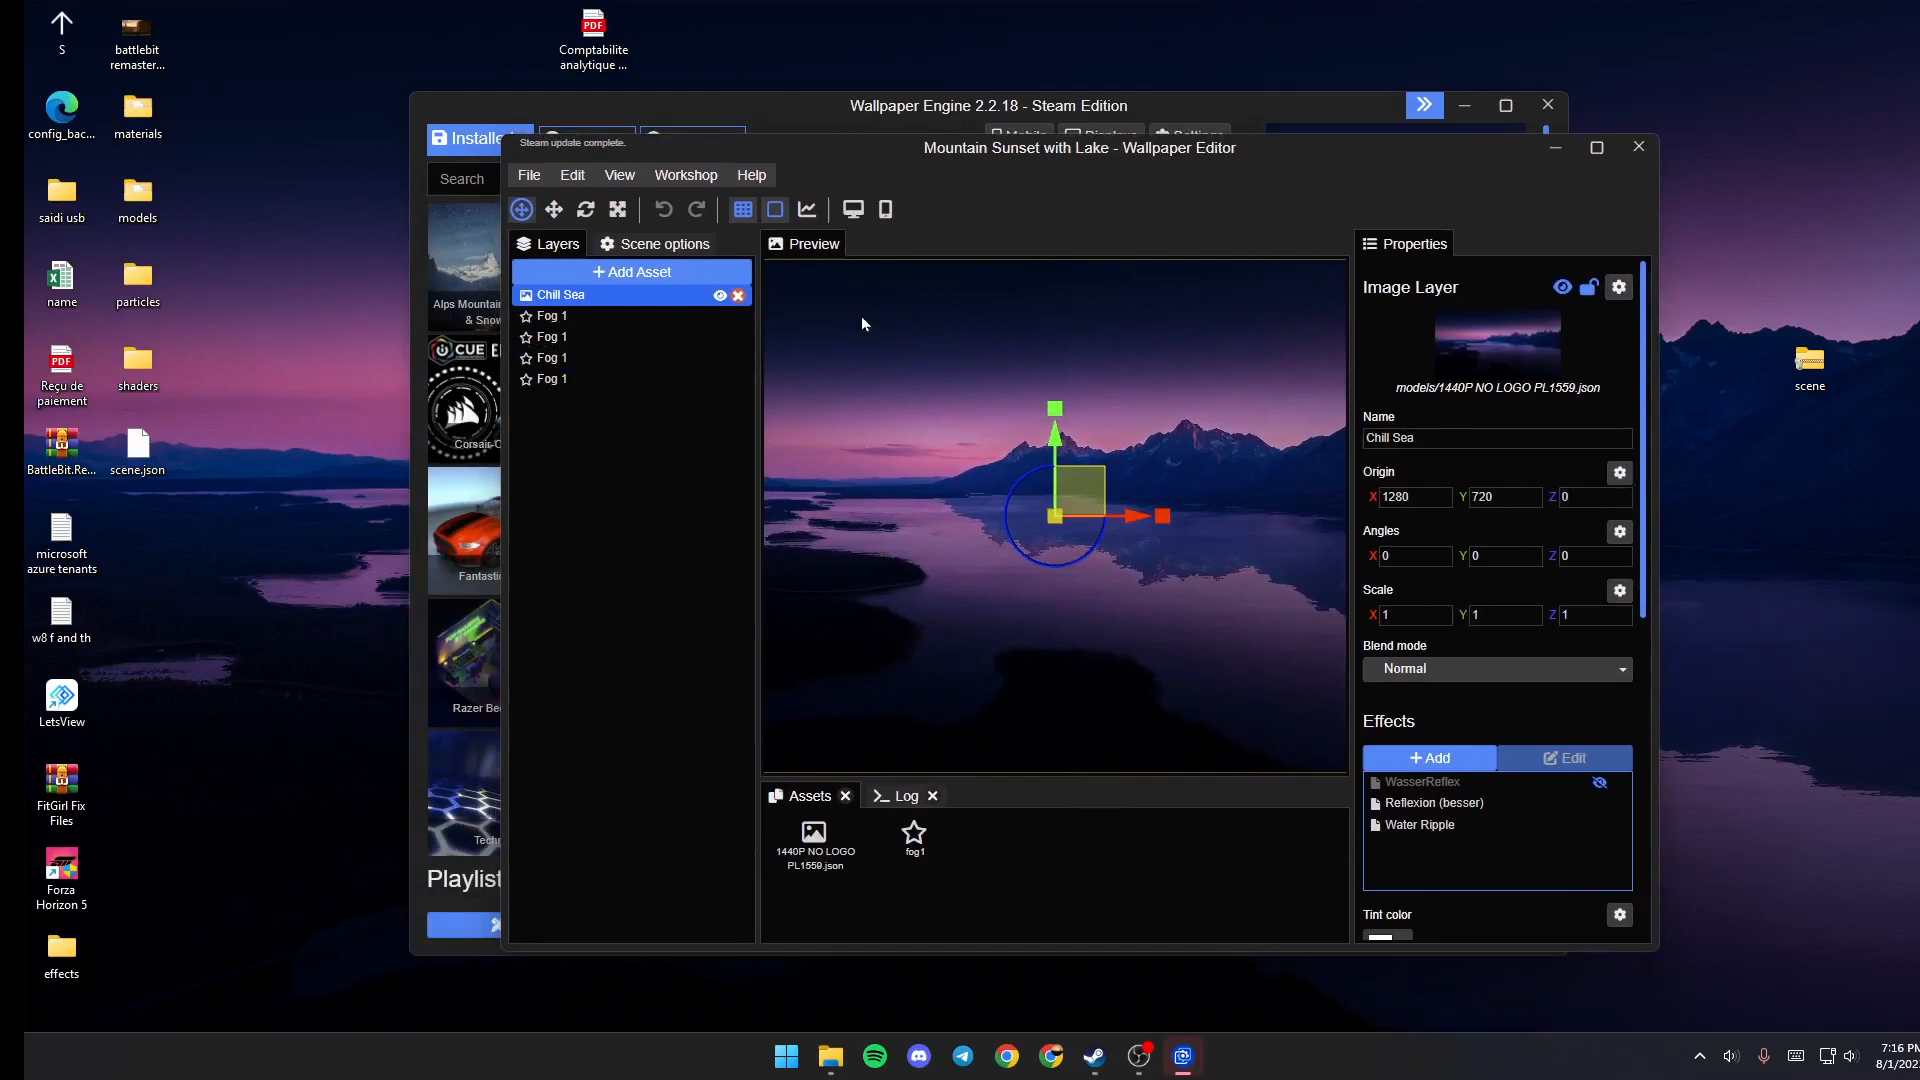 S
battlebit
remaster...
Comptabilite
analytique ...
config_bac...
materials
saidi usb
models
name
particles
Reçu de
paiement
shaders
BattleBit.Re...
scene.json
microsoft
azure tenants
w8 f and th
LetsView
FitGirl Fix
Files
Forza
Horizon 5
effects
scene
Wallpaper Engine 2.2.18 - Steam Edition
Installe
Mobile
Displays
Settings
Search
Alps Mountain
& Snow
iCUE
Corsair
Fantasti
Razer Be
Techn
Playlist
Steam update complete.
Mountain Sunset with Lake - Wallpaper Editor
File Edit View Workshop Help
Layers Scene options
Add Asset
Chill Sea
Fog 1
Fog 1
Fog 1
Fog 1
Preview
Assets
Log
1440P NO LOGO
PL1559.json
fog1
Properties
Image Layer
models/1440P NO LOGO PL1559.json
Name
Chill Sea
Origin
X 1280 Y 720 Z 0
Angles
X 0 Y 0 Z 0
Scale
X 1 Y 1 Z 1
Blend mode
Normal
Effects
Add Edit
WasserReflex
Reflexion (besser)
Water Ripple
Tint color
7:16 PM
8/1/202